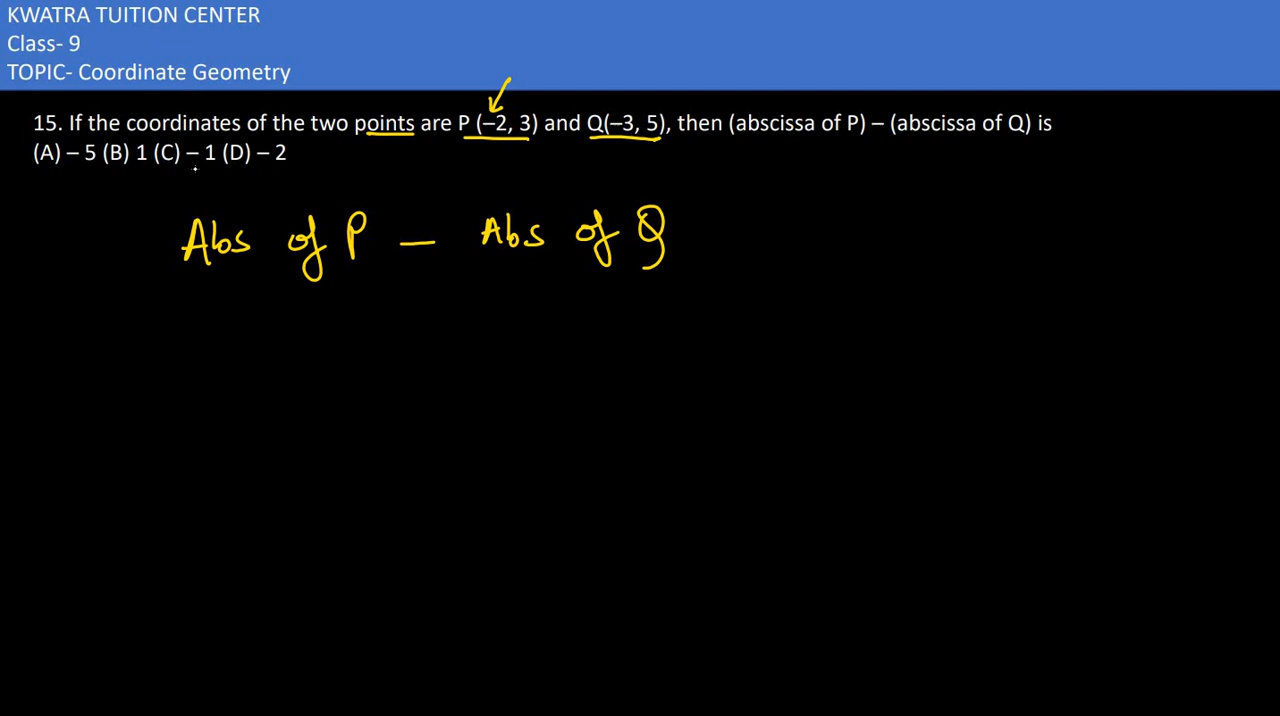 KWATRA TUITION CENTER
Class- 9
TOPIC- Coordinate Geometry
15. If the coordinates of the two points are P (–2, 3) and Q(–3, 5), then (abscissa of P) – (abscissa of Q) is
(A) – 5 (B) 1 (C) – 1 (D) – 2
Abs of P – Abs of Q